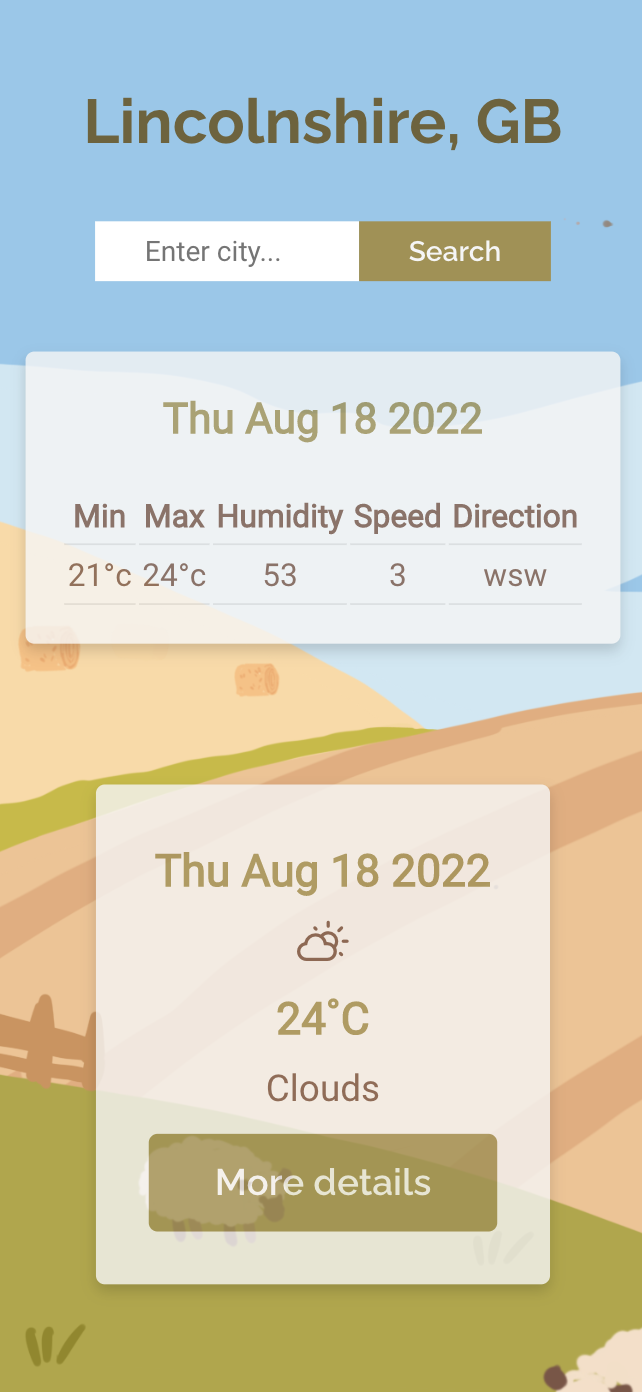 Lincolnshire, GB
Enter city... Search
Thu Aug 18 2022
Min Max Humidity Speed Direction
21°c 24°c 53 3 wsw
Thu Aug 18 2022
24°C
Clouds
More details